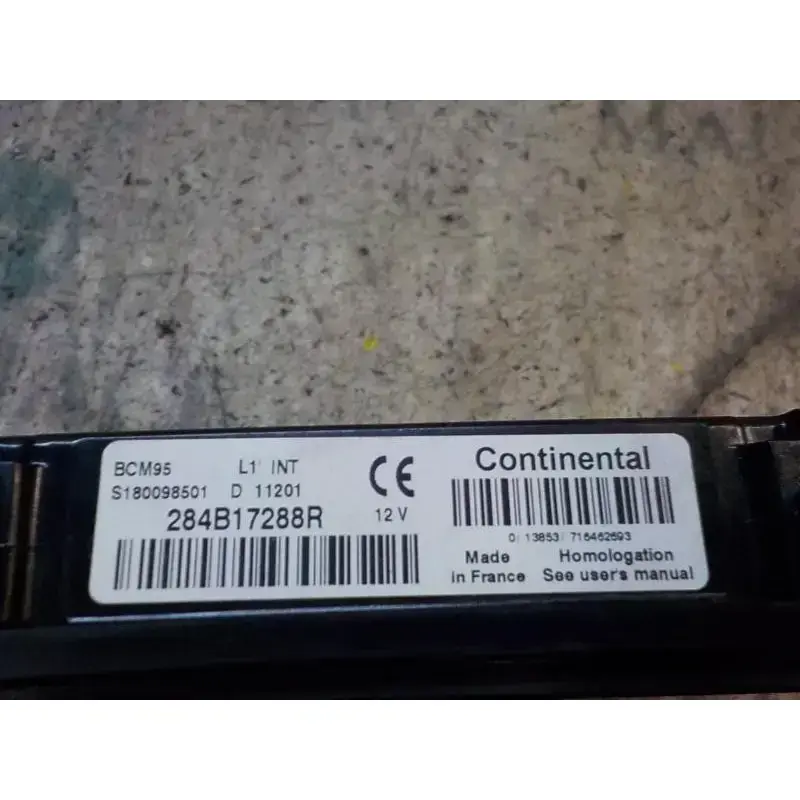 BCM95 L1 INT
S180098501 D 11201
284B17288R 12 V
CE
Continental
0 13853 716462693
Made in France
Homologation
See user's manual